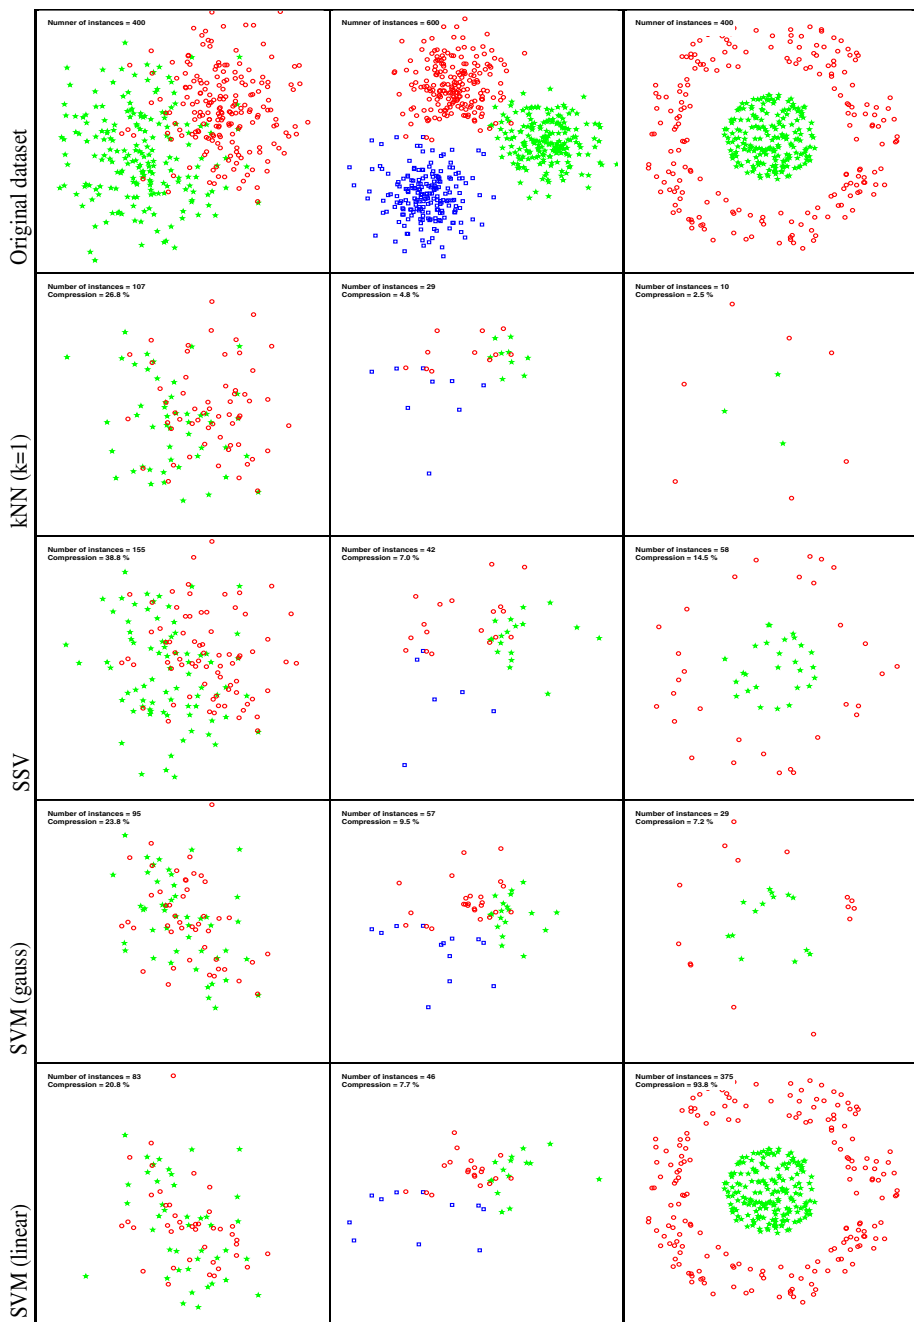 Original dataset
Numner of instances = 400
Numner of instances = 600
Numner of instances = 400
kNN (k=1)
Number of instances = 107
Compression = 26.8 %
Number of instances = 29
Compression = 4.8 %
Number of instances = 10
Compression = 2.5 %
SSV
Number of instances = 155
Compression = 38.8 %
Number of instances = 42
Compression = 7.0 %
Number of instances = 58
Compression = 14.5 %
SVM (gauss)
Number of instances = 95
Compression = 23.8 %
Number of instances = 57
Compression = 9.5 %
Number of instances = 29
Compression = 7.2 %
SVM (linear)
Number of instances = 83
Compression = 20.8 %
Number of instances = 46
Compression = 7.7 %
Number of instances = 375
Compression = 93.8 %